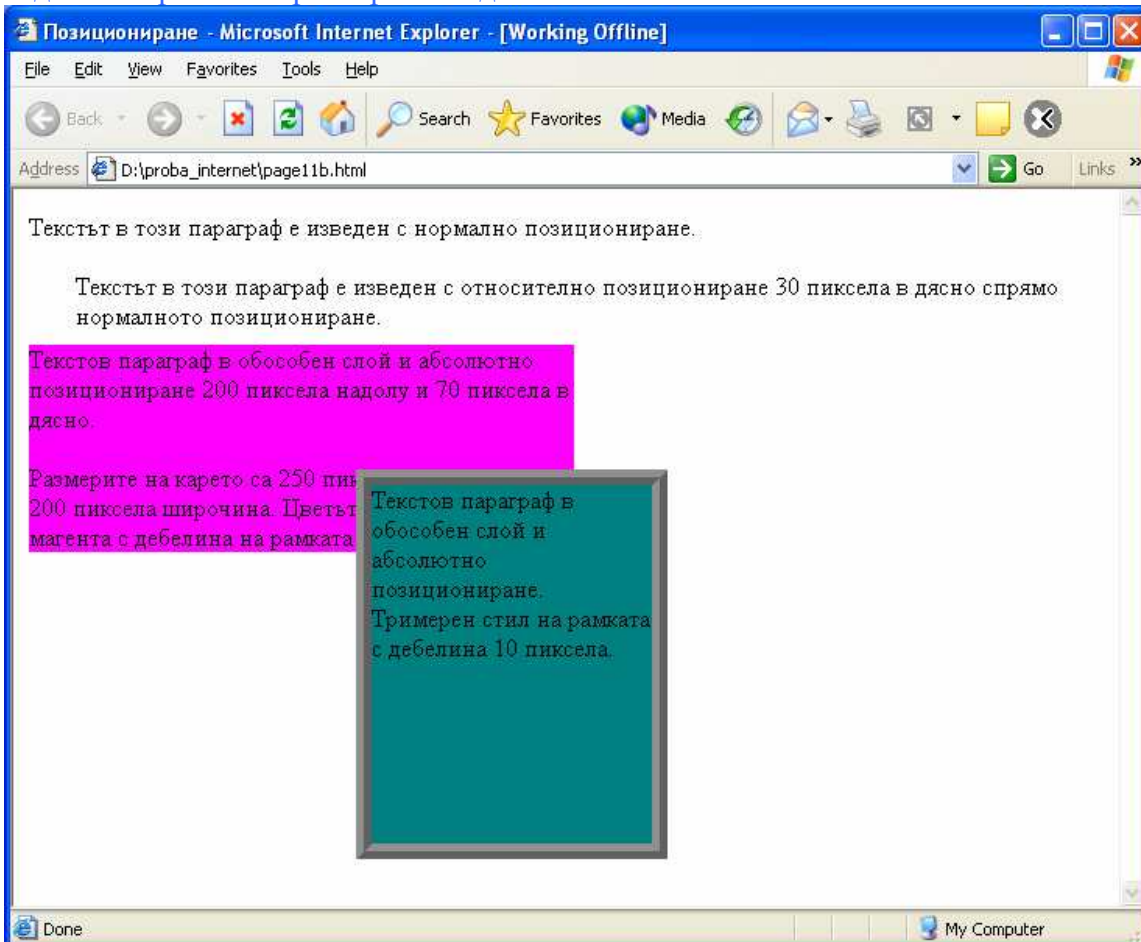 Позициониране - Microsoft Internet Explorer - [Working Offline]
File Edit View Favorites Tools Help
Back Search Favorites Media
Address D:\proba_internet\page11b.html Go Links »
Текстът в този параграф е изведен с нормално позициониране.
Текстът в този параграф е изведен с относително позициониране 30 пиксела в дясно спрямо
нормалното позициониране.
Текстов параграф в обособен слой и абсолютно
позициониране 200 пиксела надолу и 70 пиксела в
дясно.
Размерите на карето са 250
200 пиксела широчина. Цветът
магента с дебелина на рамката
Текстов параграф в
обособен слой и
абсолютно
позициониране.
Тримерен стил на рамката
с дебелина 10 пиксела.
Done My Computer